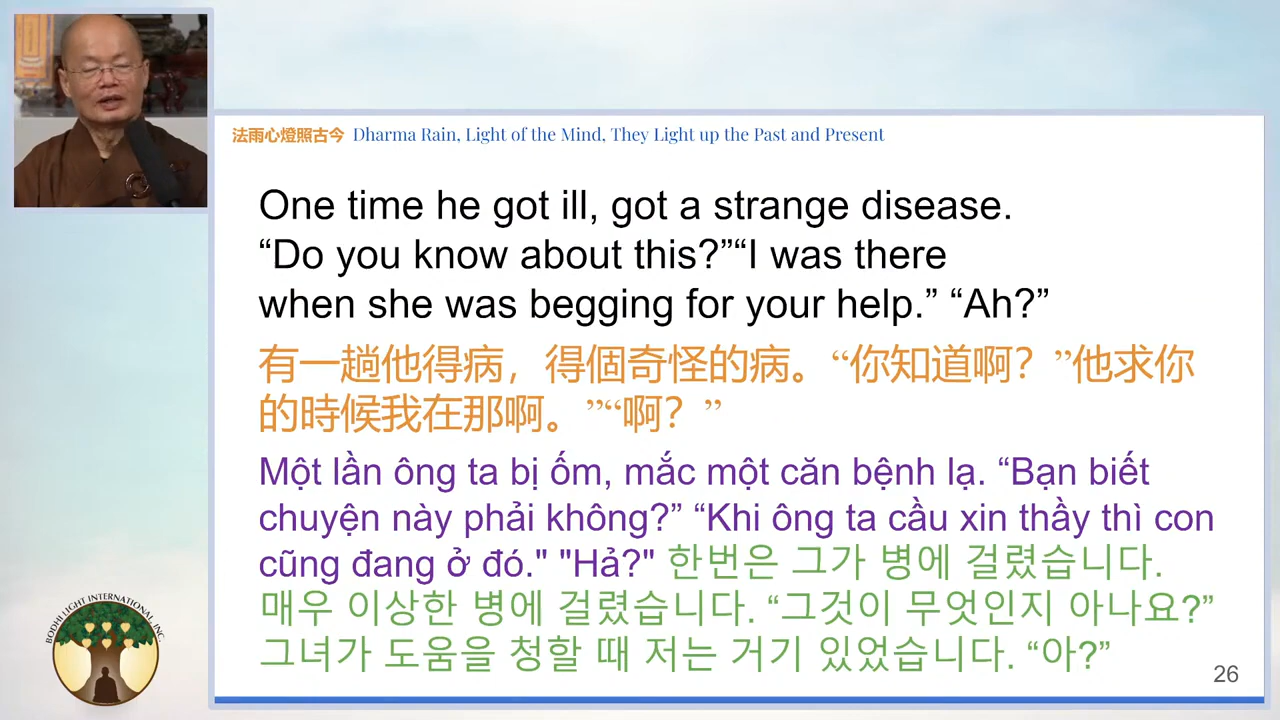 法雨心燈照古今 Dharma Rain, Light of the Mind, They Light up the Past and Present
One time he got ill, got a strange disease.
“Do you know about this?”“I was there
when she was begging for your help.” “Ah?”
有一趟他得病，得個奇怪的病。“你知道啊？”他求你
的時候我在那啊。”“啊？”
Một lần ông ta bị ốm, mắc một căn bệnh lạ. “Bạn biết
chuyện này phải không?” “Khi ông ta cầu xin thầy thì con
cũng đang ở đó." "Hả?" 한번은 그가 병에 걸렸습니다.
매우 이상한 병에 걸렸습니다. “그것이 무엇인지 아나요?”
그녀가 도움을 청할 때 저는 거기 있었습니다. “아?”
26
BODHI LIGHT INTERNATIONAL, INC.